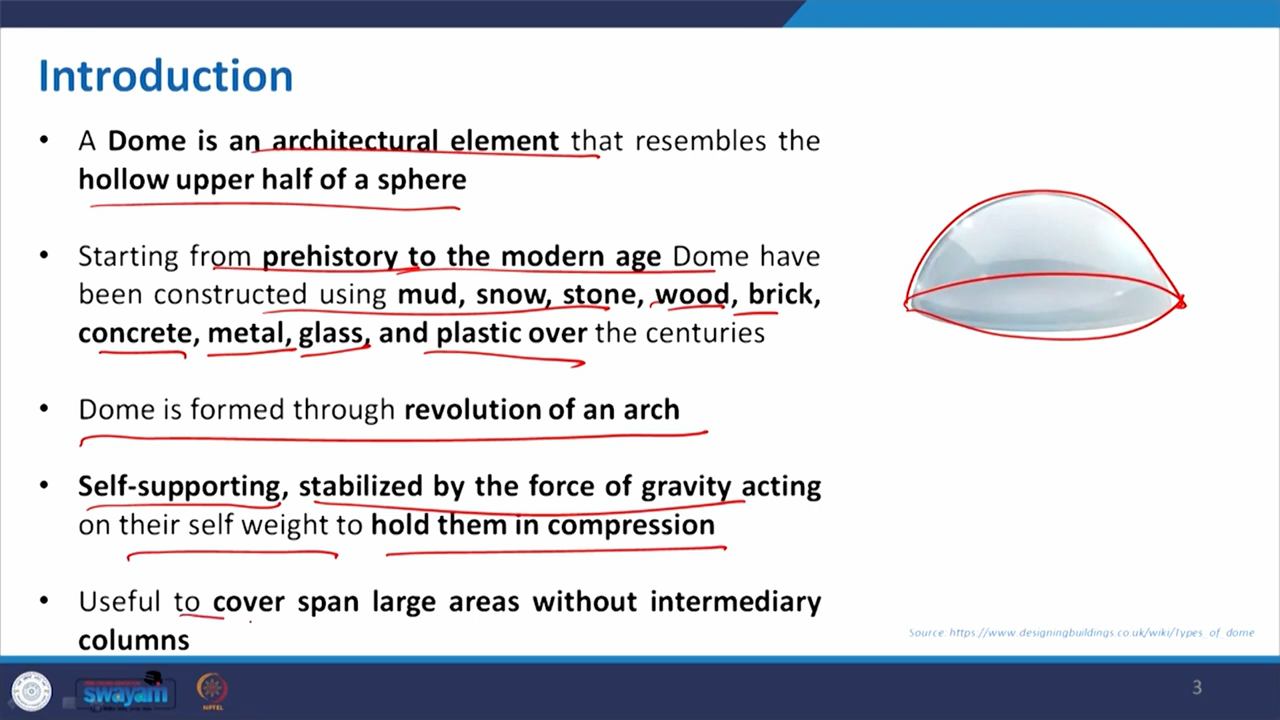 Introduction
• A Dome is an architectural element that resembles the
hollow upper half of a sphere
• Starting from prehistory to the modern age Dome have
been constructed using mud, snow, stone, wood, brick,
concrete, metal, glass, and plastic over the centuries
• Dome is formed through revolution of an arch
• Self-supporting, stabilized by the force of gravity acting
on their self weight to hold them in compression
• Useful to cover span large areas without intermediary
columns
Source: https://www.designingbuildings.co.uk/wiki/Types_of_dome
swayam
NPTEL
3